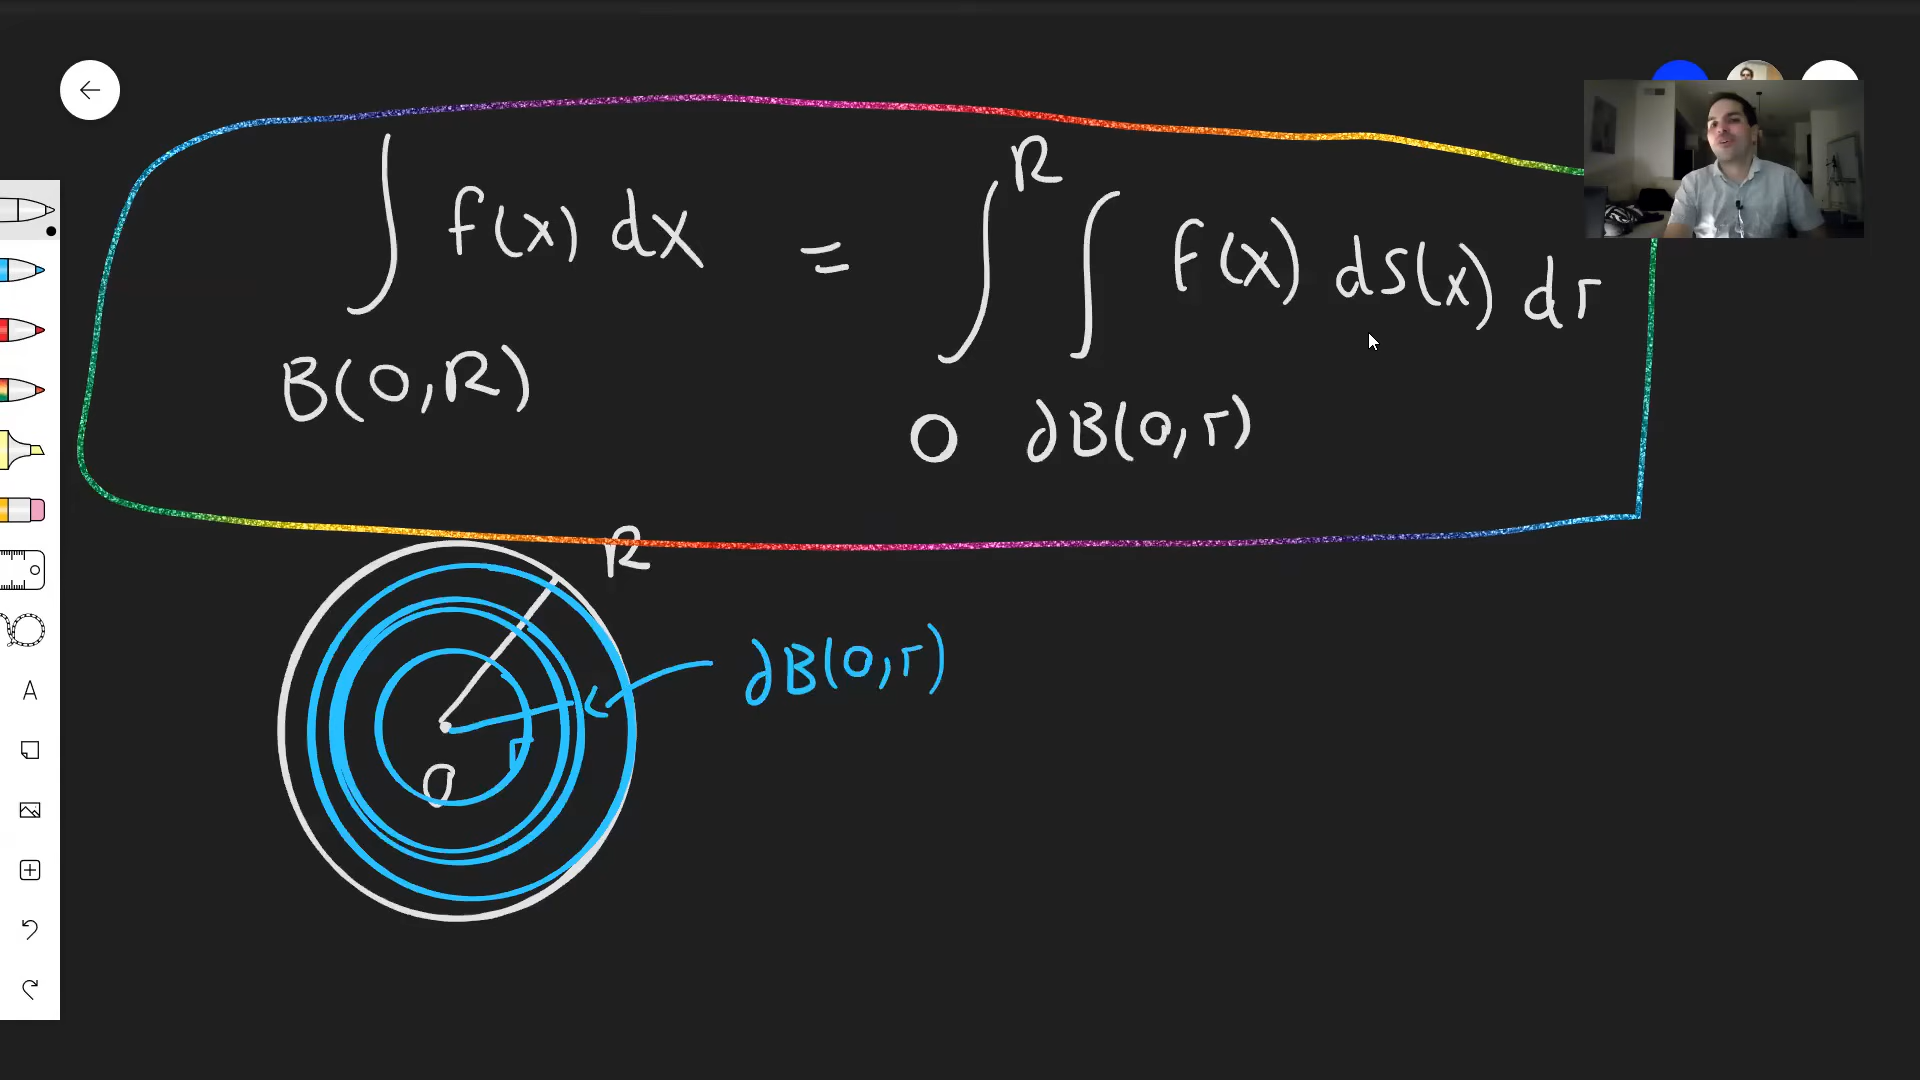 ∫ f(x) dx = ∫ ∫ f(x) dS(x) dr
R
B(0,R)
0 ∂B(0,r)
R
∂B(0,r)
r
0
A